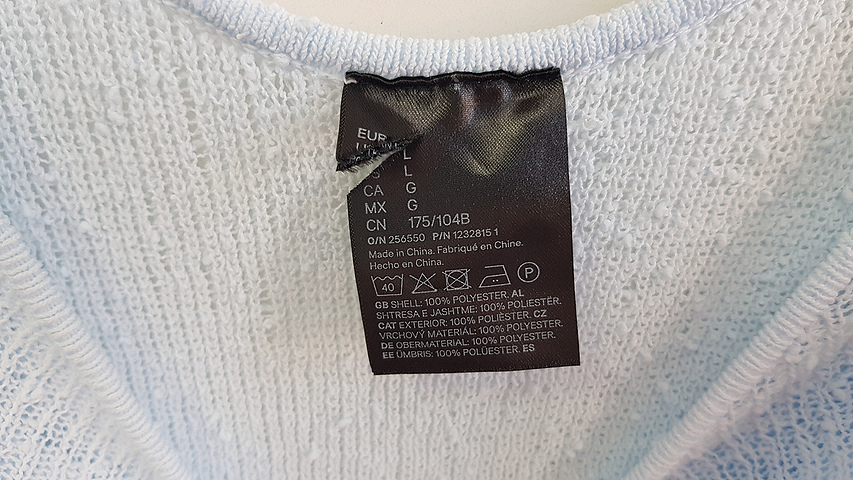 EUR
L
L
CA G
MX G
CN 175/104B
O/N 256550 P/N 1232815 1
Made in China. Fabriqué en Chine.
Hecho en China.
40 P
GB SHELL: 100% POLYESTER. AL
SHTRESA E JASHTME: 100% POLIESTËR.
CAT EXTERIOR: 100% POLIÈSTER. CZ
VRCHOVÝ MATERIÁL: 100% POLYESTER.
DE OBERMATERIAL: 100% POLYESTER.
EE ÜMBRIS: 100% POLÜESTER. ES